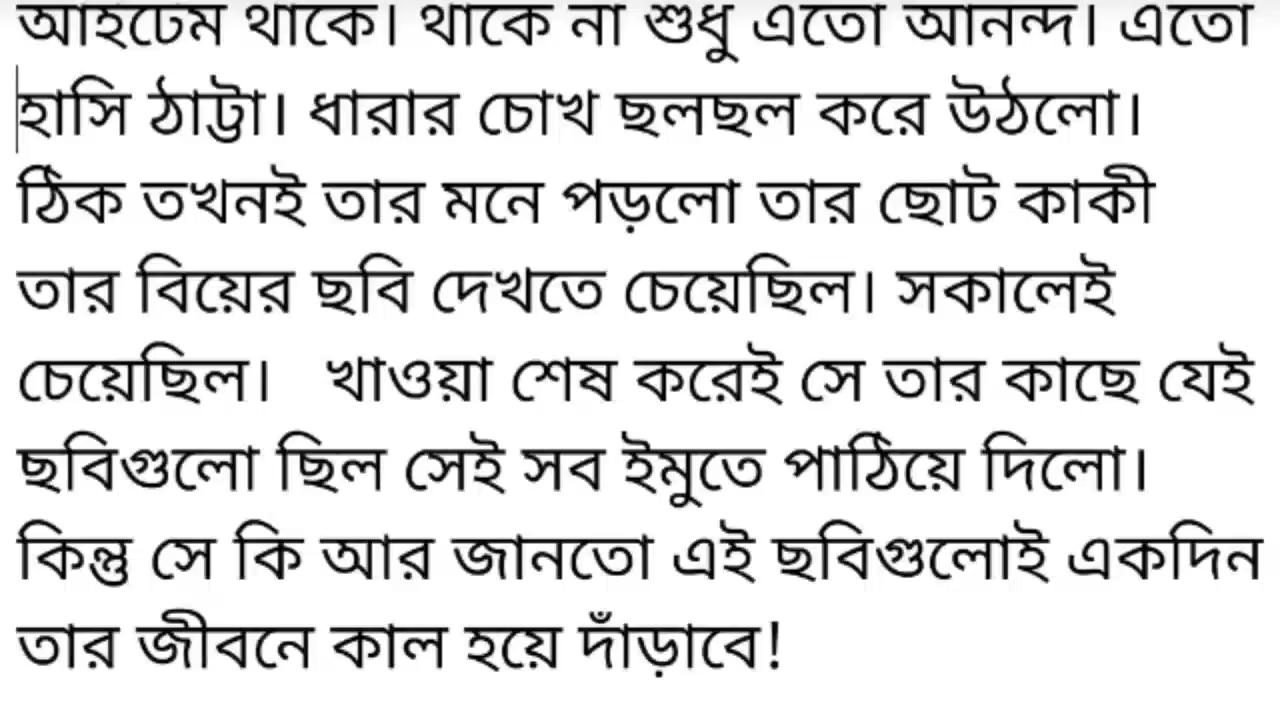 আইটেম থাকে। থাকে না শুধু এতো আনন্দ। এতো
হাসি ঠাট্টা। ধারার চোখ ছলছল করে উঠলো।
ঠিক তখনই তার মনে পড়লো তার ছোট কাকী
তার বিয়ের ছবি দেখতে চেয়েছিল। সকালেই
চেয়েছিল। খাওয়া শেষ করেই সে তার কাছে যেই
ছবিগুলো ছিল সেই সব ইমুতে পাঠিয়ে দিলো।
কিন্তু সে কি আর জানতো এই ছবিগুলোই একদিন
তার জীবনে কাল হয়ে দাঁড়াবে!